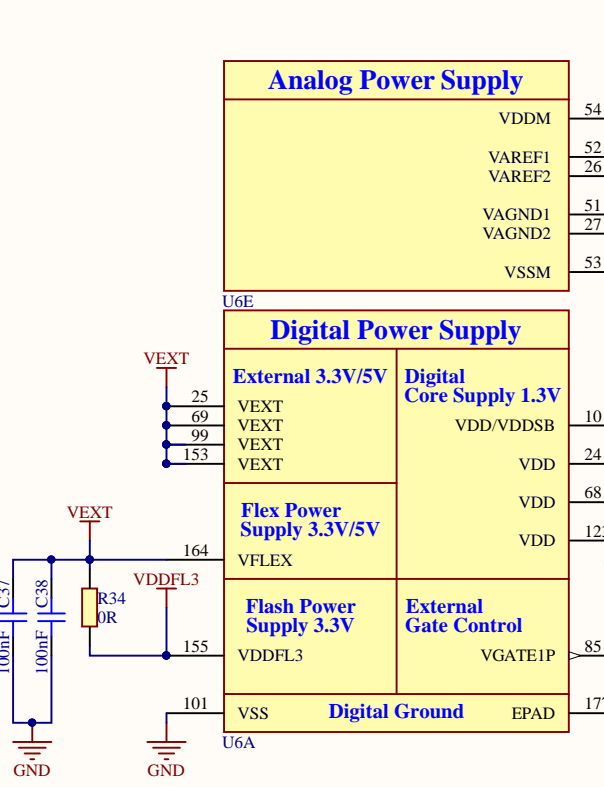 Analog Power Supply
VDDM 54
VAREF1 52
VAREF2 26
VAGND1 51
VAGND2 27
VSSM 53
U6E
Digital Power Supply
VEXT
External 3.3V/5V
Digital
Core Supply 1.3V
25 VEXT
69 VEXT
99 VEXT
153 VEXT
VDD/VDDSB 10
VDD 24
VDD 68
VDD
Flex Power
Supply 3.3V/5V
VEXT
164 VFLEX
VDDFL3
C37
100nF
C38
100nF
R34
0R
Flash Power
Supply 3.3V
External
Gate Control
155 VDDFL3
VGATE1P 85
101 VSS
Digital Ground
EPAD
U6A
GND
GND